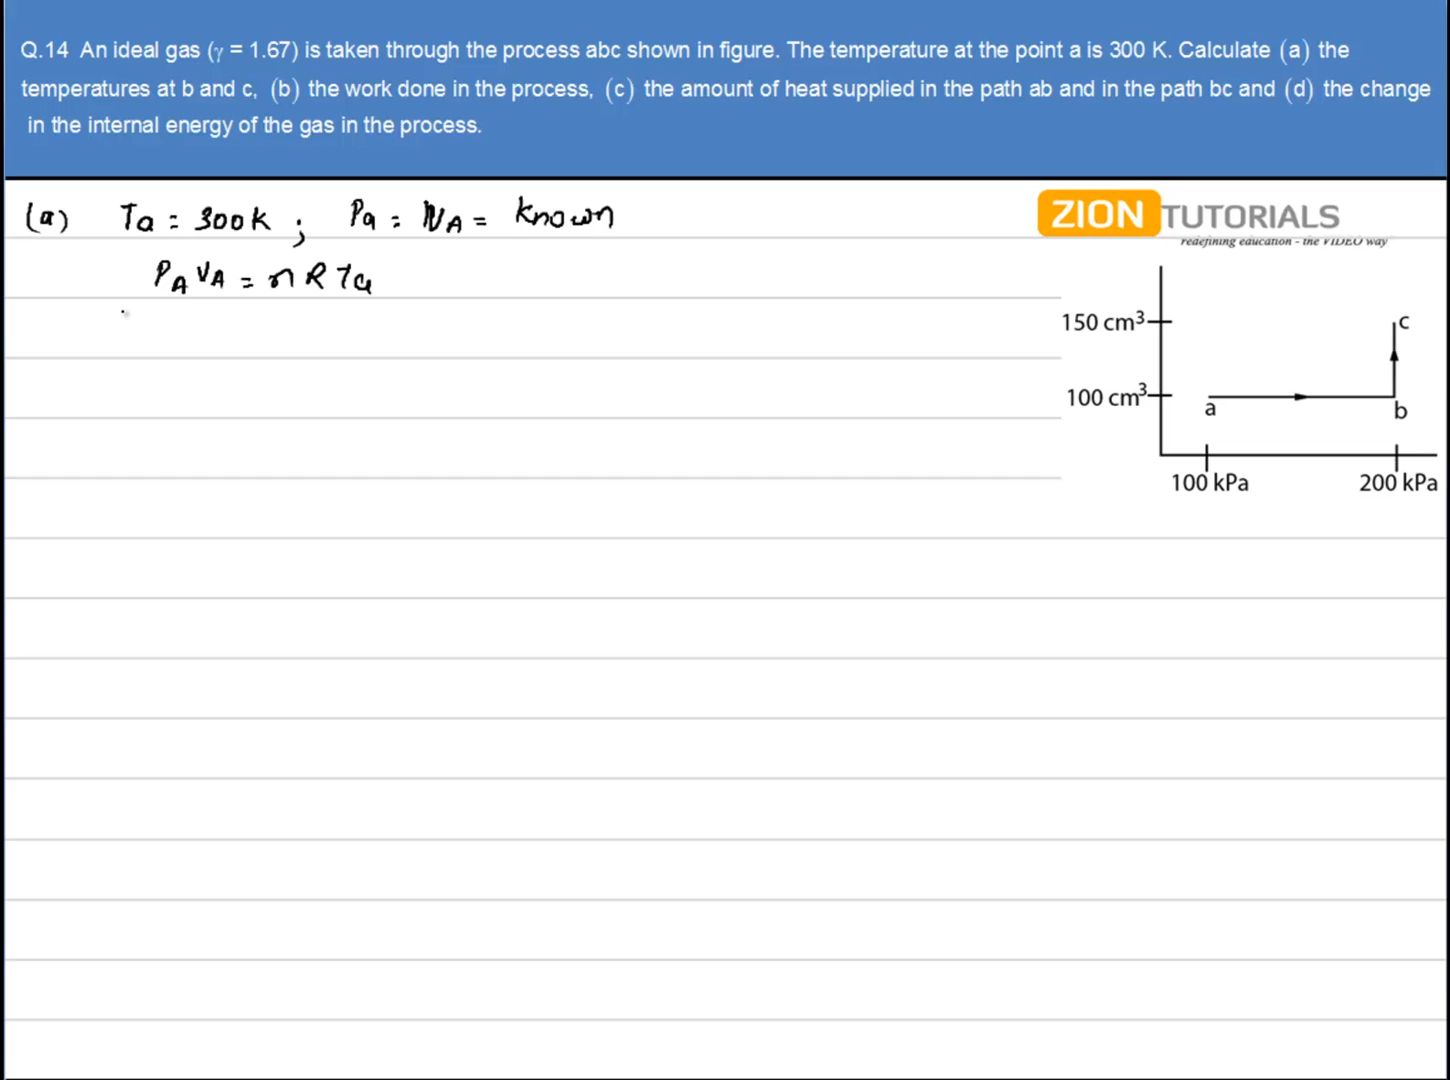 Q.14 An ideal gas (γ = 1.67) is taken through the process abc shown in figure. The temperature at the point a is 300 K. Calculate (a) the
temperatures at b and c, (b) the work done in the process, (c) the amount of heat supplied in the path ab and in the path bc and (d) the change
in the internal energy of the gas in the process.
(a) Ta = 300K ; Pa = VA = known
PA VA = n R Ta
ZION TUTORIALS
redefining education - the VIDEO way
150 cm³
c
100 cm³
a
b
100 kPa
200 kPa